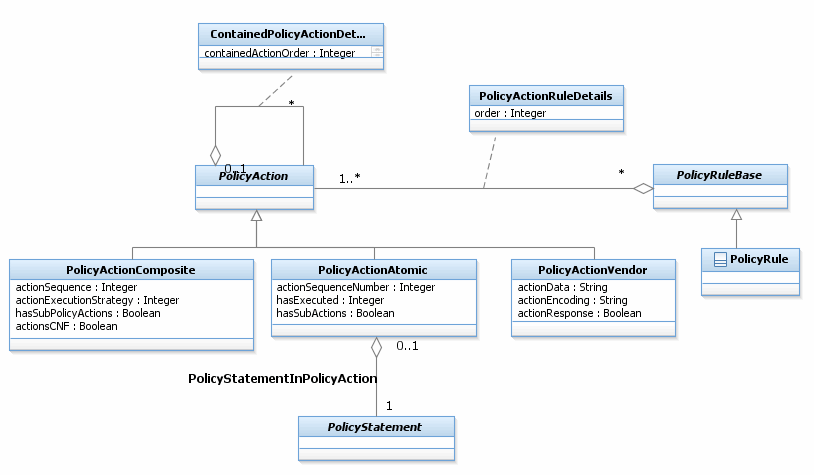 ContainedPolicyActionDet...
containedActionOrder : Integer
PolicyActionRuleDetails
order : Integer
*
0..1
PolicyAction
1..*
*
PolicyRuleBase
PolicyRule
PolicyActionComposite
actionSequence : Integer
actionExecutionStrategy : Integer
hasSubPolicyActions : Boolean
actionsCNF : Boolean
PolicyActionAtomic
actionSequenceNumber : Integer
hasExecuted : Integer
hasSubActions : Boolean
PolicyActionVendor
actionData : String
actionEncoding : String
actionResponse : Boolean
0..1
PolicyStatementInPolicyAction
1
PolicyStatement